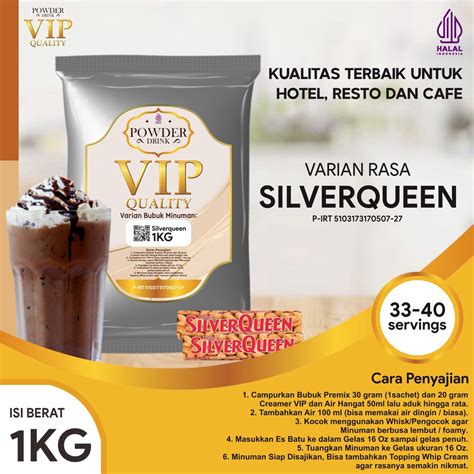 POWDER
DRINK
VIP
QUALITY
HALAL
INDONESIA
KUALITAS TERBAIK UNTUK
HOTEL, RESTO DAN CAFE
POWDER
DRINK
VIP
QUALITY
Varian Bubuk Minuman:
Silverqueen
1KG
Saran Penyajian
P-IRT 5103173170507-27
VARIAN RASA
SILVERQUEEN
P-IRT 5103173170507-27
SILVERQUEEN
SILVERQUEEN
33-40
servings
Cara Penyajian
1. Campurkan Bubuk Premix 30 gram (1sachet) dan 20 gram
Creamer VIP dan Air Hangat 50ml lalu aduk hingga rata.
2. Tambahkan Air 100 ml (bisa memakai air dingin / biasa).
3. Kocok menggunakan Whisk/Pengocok agar
Minuman berbusa lembut / foamy.
4. Masukkan Es Batu ke dalam Gelas 16 Oz sampai gelas penuh.
5. Tuangkan Minuman ke Gelas ukuran 16 Oz.
6. Minuman Siap Disajikan, Bisa tambahkan Topping Whip Cream
agar rasanya semakin nikmat.
ISI BERAT
1KG